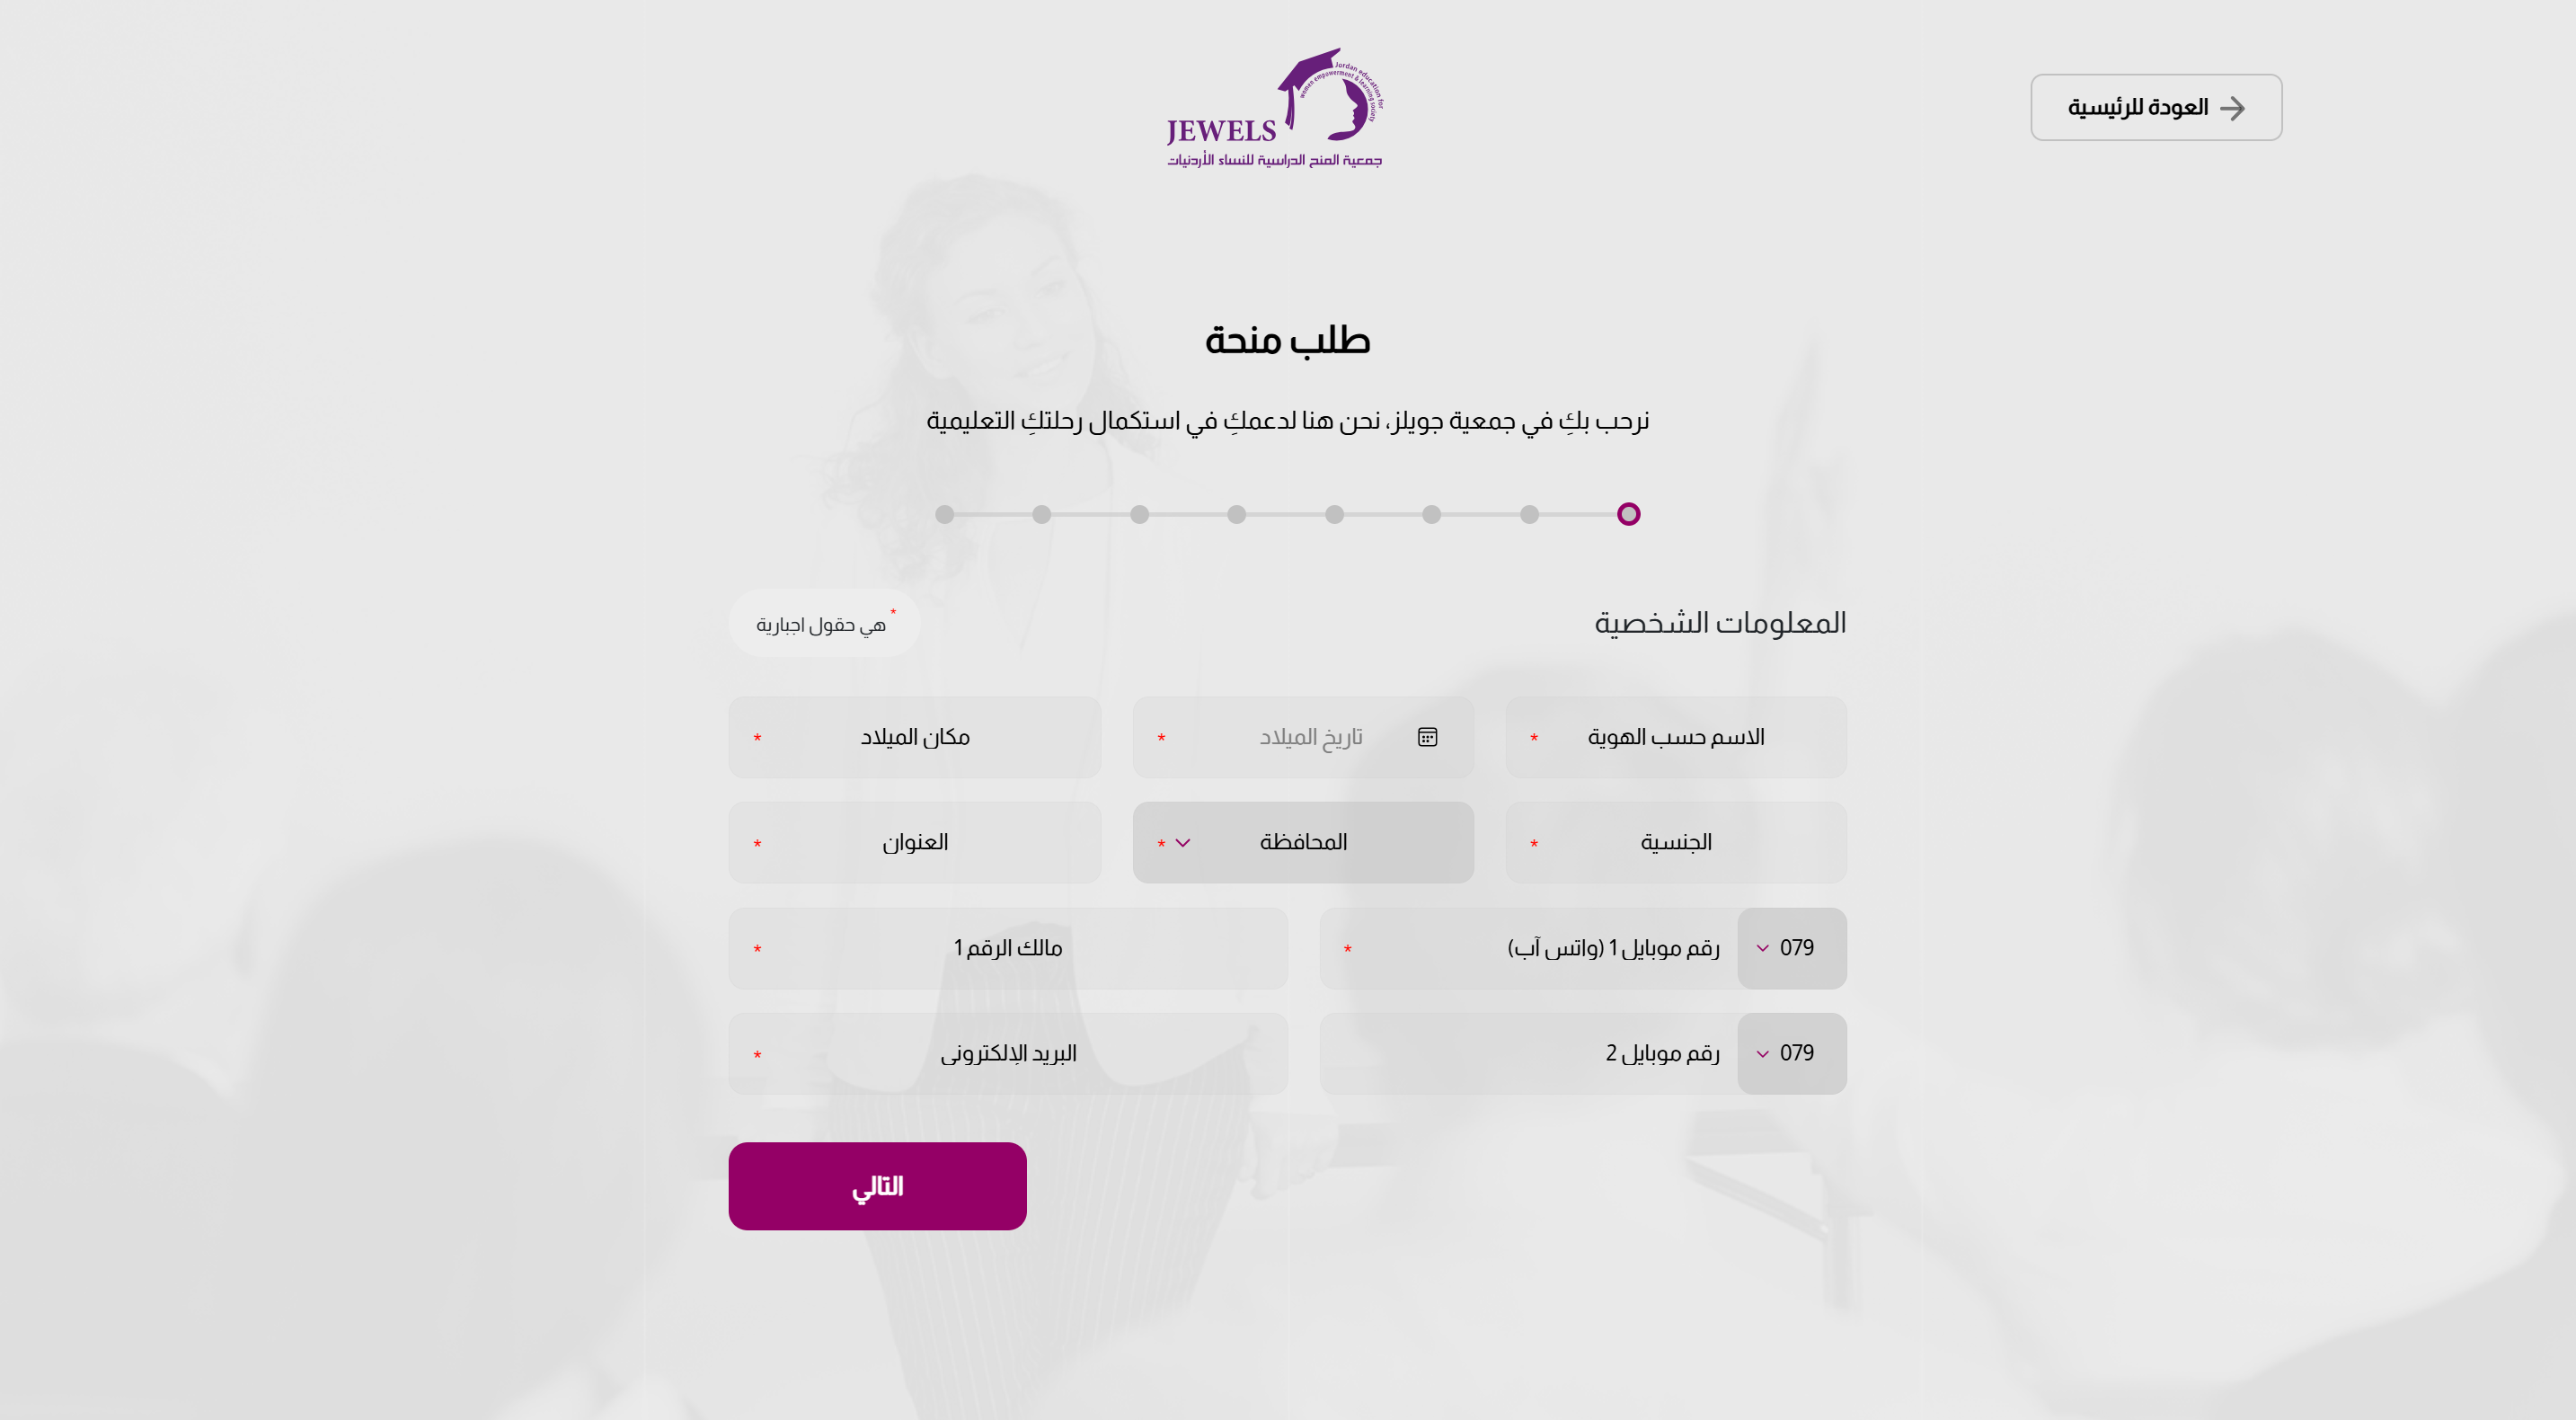 العودة للرئيسية
Jordan education for
women empowerment & learning society
JEWELS
جمعية المنح الدراسية للنساء الأردنيات
طلب منحة
نرحب بكِ في جمعية جويلز، نحن هنا لدعمكِ في استكمال رحلتكِ التعليمية
المعلومات الشخصية
* هي حقول اجبارية
الاسم حسب الهوية *
تاريخ الميلاد *
مكان الميلاد *
الجنسية *
المحافظة *
العنوان *
079
رقم موبايل 1 (واتس آب) *
مالك الرقم 1 *
079
رقم موبايل 2
البريد الإلكتروني *
التالي